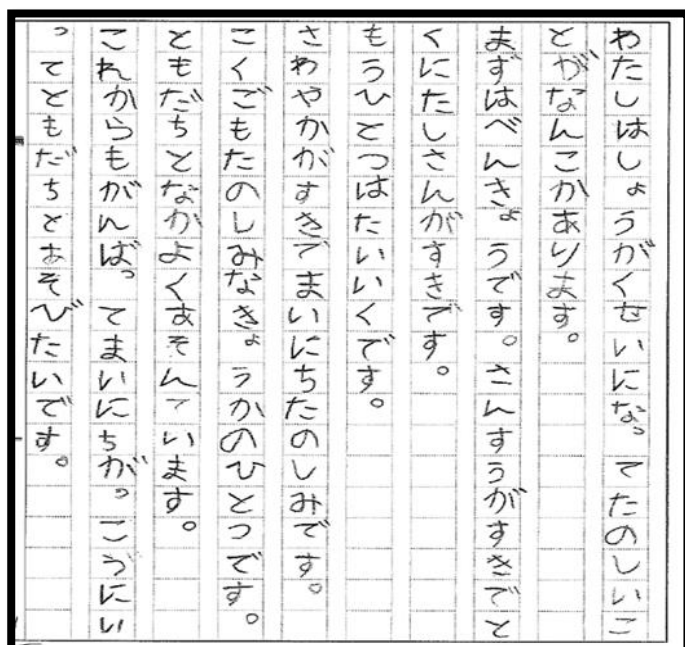 わたしはしょうがくせいになってたのしいこ
とがなんこかあります。
まずはべんきょうです。さんすうがすきでと
くにたしさんがすきです。
もうひとつはたいいくです。
さわやかがすきでまいにちたのしみです。
こくごもたのしみなきょうかのひとつです。
ともだちとなかよくあそんでいます。
これからもがんばってまいにちがっこうにい
ってともだちとあそびたいです。